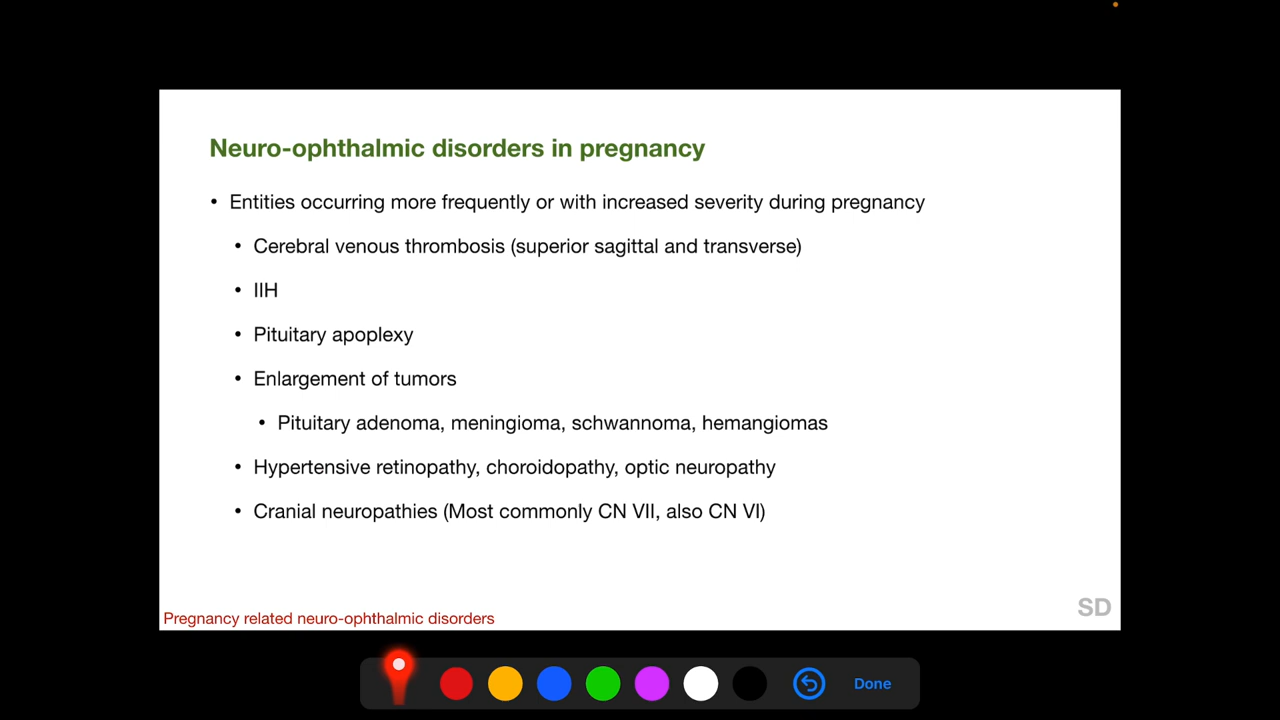 Neuro-ophthalmic disorders in pregnancy
• Entities occurring more frequently or with increased severity during pregnancy
• Cerebral venous thrombosis (superior sagittal and transverse)
• IIH
• Pituitary apoplexy
• Enlargement of tumors
• Pituitary adenoma, meningioma, schwannoma, hemangiomas
• Hypertensive retinopathy, choroidopathy, optic neuropathy
• Cranial neuropathies (Most commonly CN VII, also CN VI)
SD
Pregnancy related neuro-ophthalmic disorders
Done